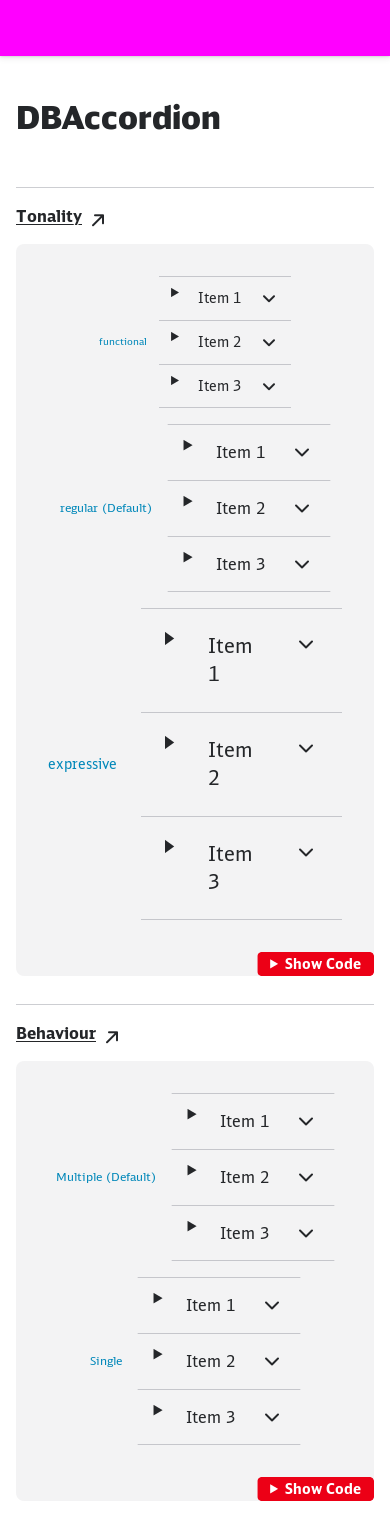 DBAccordion
Tonality
functional
Item 1
Item 2
Item 3
regular (Default)
Item 1
Item 2
Item 3
expressive
Item
1
Item
2
Item
3
Show Code
Behaviour
Multiple (Default)
Item 1
Item 2
Item 3
Single
Item 1
Item 2
Item 3
Show Code